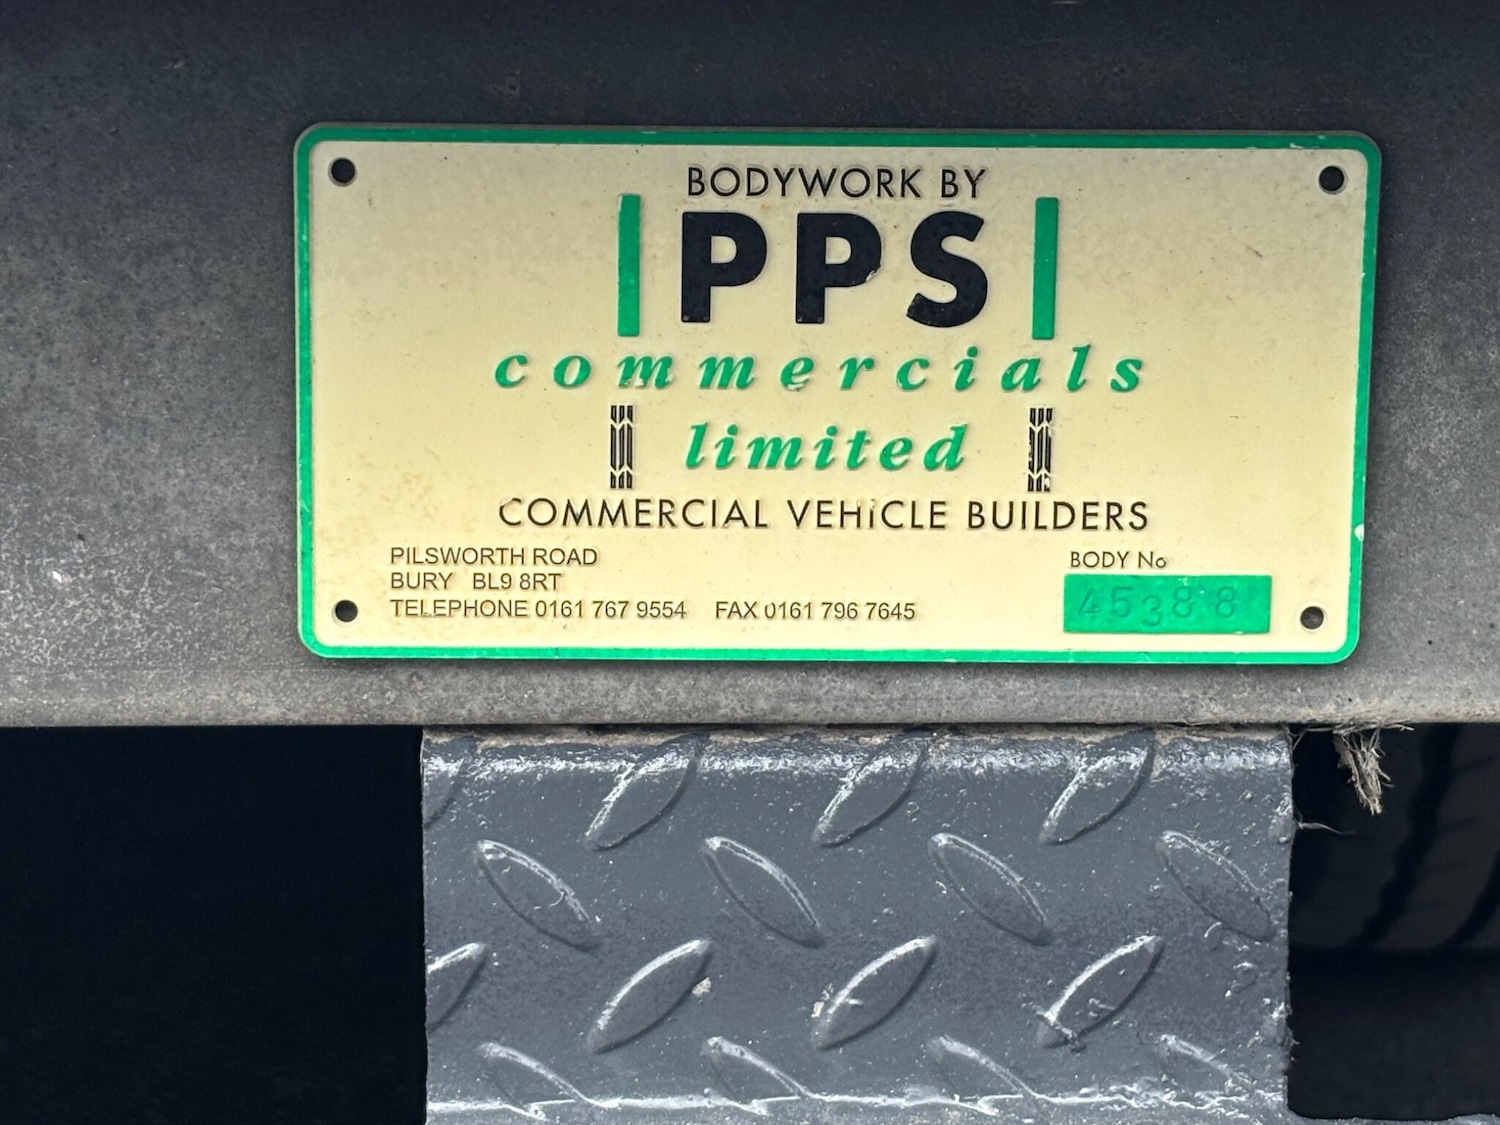 BODYWORK BY
PPS
commercials
limited
COMMERCIAL VEHICLE BUILDERS
PILSWORTH ROAD
BURY BL9 8RT
TELEPHONE 0161 767 9554 FAX 0161 796 7645
BODY No
45388